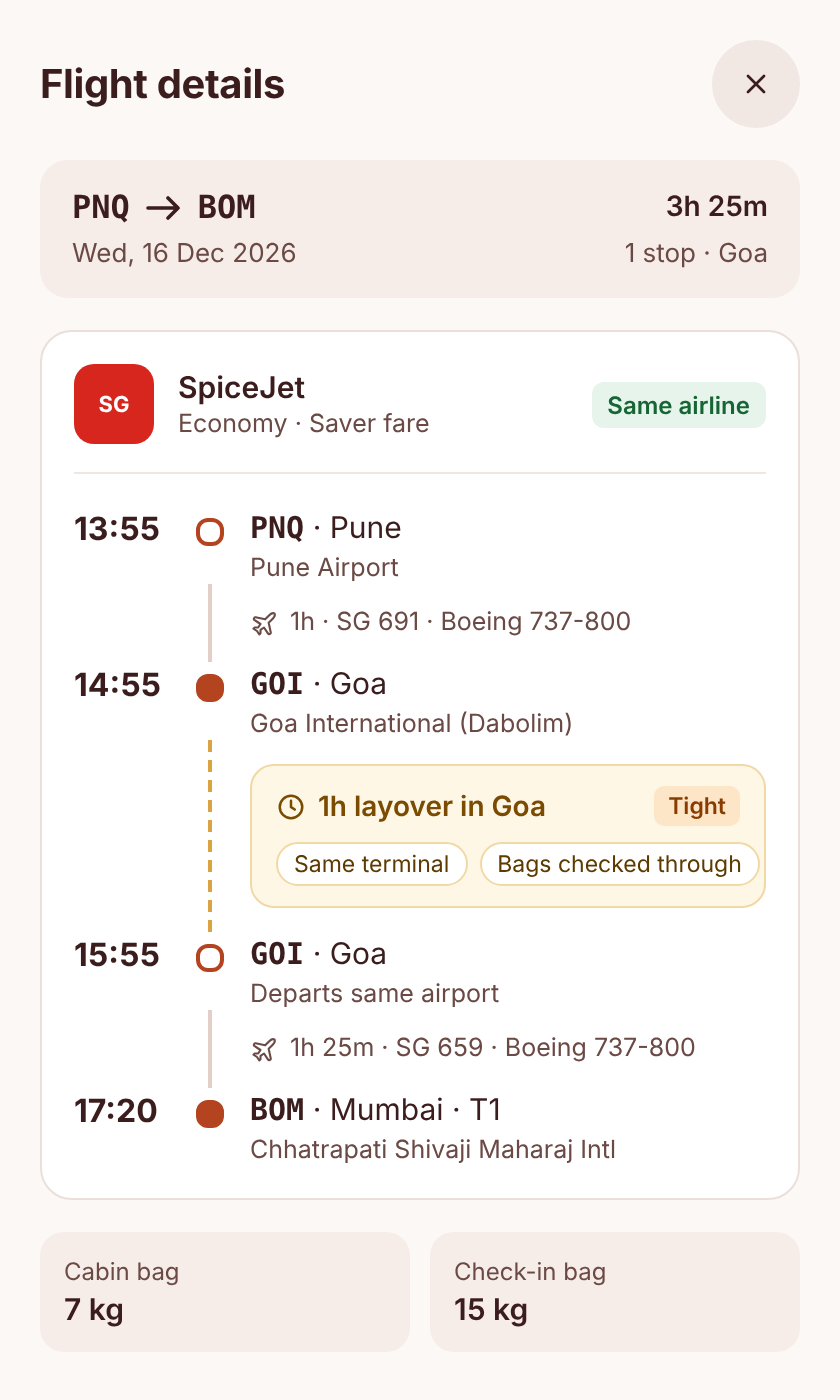 Flight details
PNQ → BOM
3h 25m
Wed, 16 Dec 2026
1 stop · Goa
SG
SpiceJet
Economy · Saver fare
Same airline
13:55
PNQ · Pune
Pune Airport
1h · SG 691 · Boeing 737-800
14:55
GOI · Goa
Goa International (Dabolim)
1h layover in Goa
Tight
Same terminal
Bags checked through
15:55
GOI · Goa
Departs same airport
1h 25m · SG 659 · Boeing 737-800
17:20
BOM · Mumbai · T1
Chhatrapati Shivaji Maharaj Intl
Cabin bag
7 kg
Check-in bag
15 kg